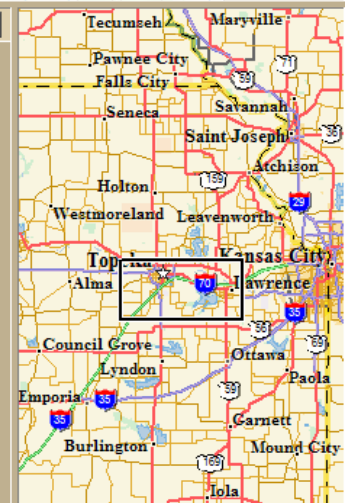 Tecumseh
Maryville
Pawnee City
71
59
Falls City
Savannah
Seneca
Saint Joseph
36
Atchison
159
Holton
29
Westmoreland
Leavenworth
Kansas City
70
Lawrence
Alma
35
56
69
Council Grove
Ottawa
Lyndon
Paola
59
Emporia
35
35
Garnett
Burlington
Mound City
169
Iola